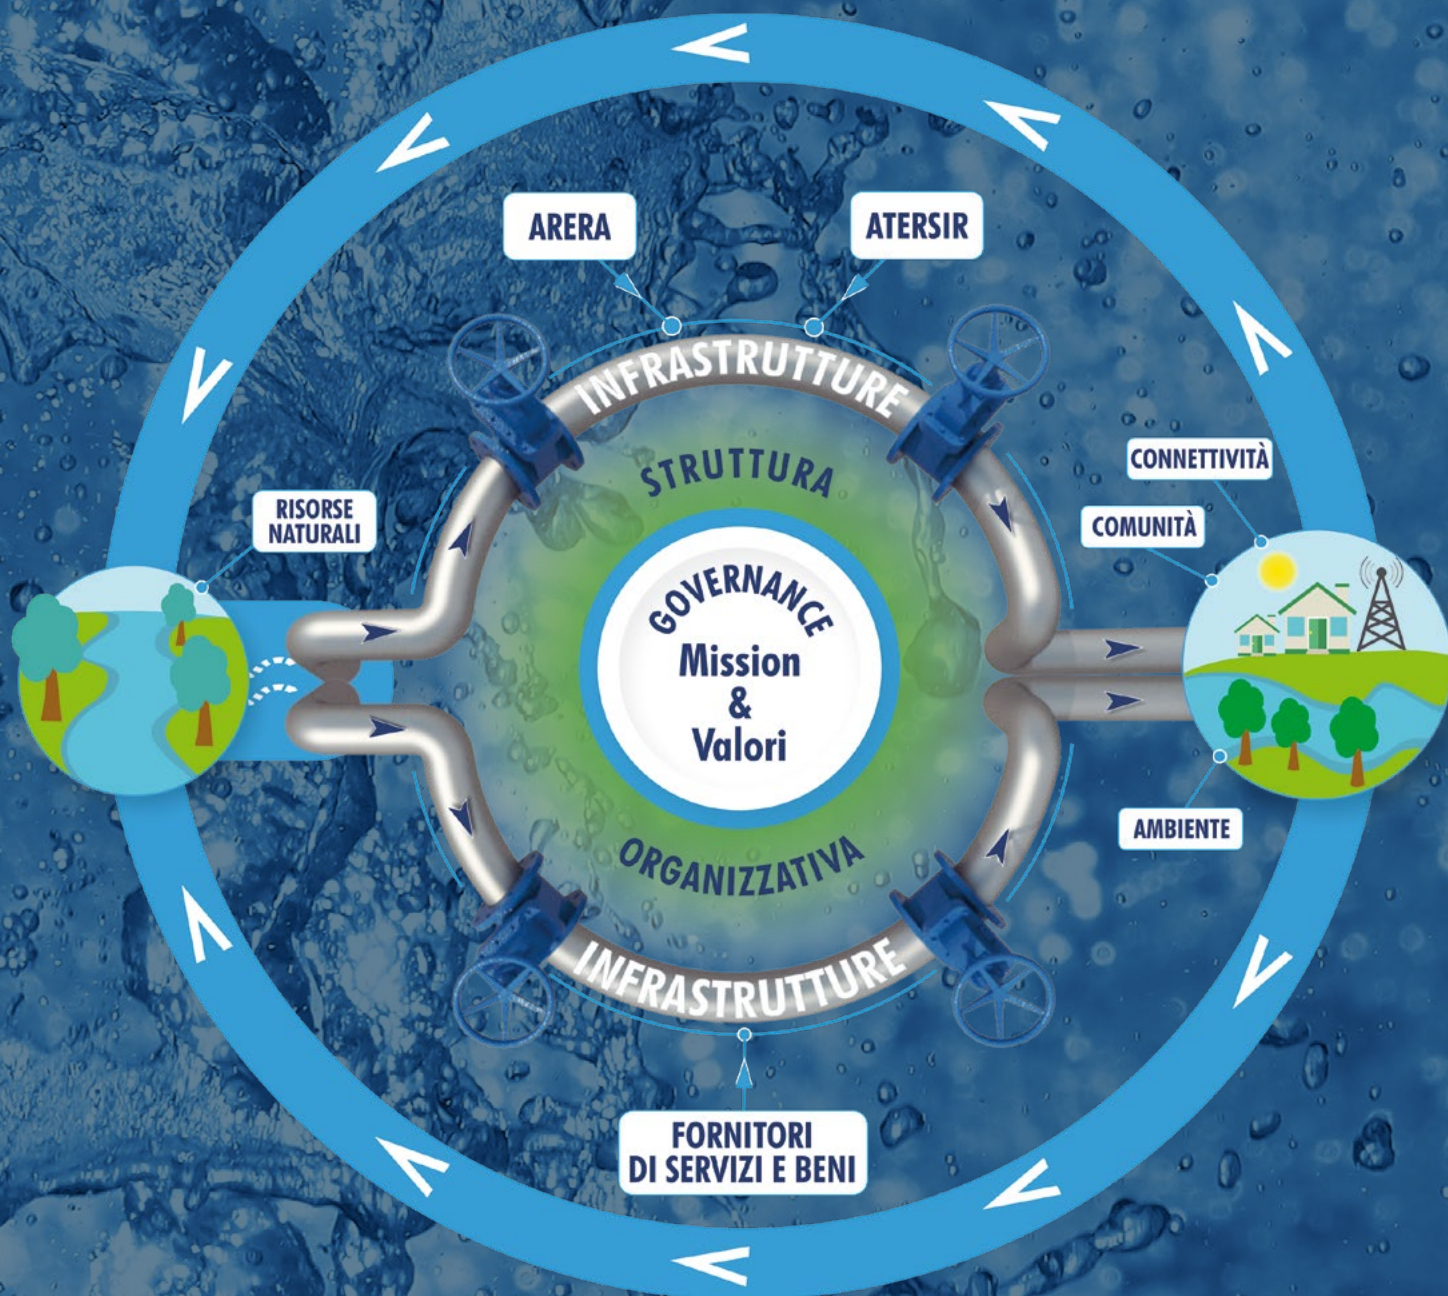 ARERA
ATERSIR
INFRASTRUTTURE
STRUTTURA
CONNETTIVITÀ
RISORSE
NATURALI
COMUNITÀ
GOVERNANCE
Mission
&
Valori
AMBIENTE
ORGANIZZATIVA
INFRASTRUTTURE
FORNITORI
DI SERVIZI E BENI